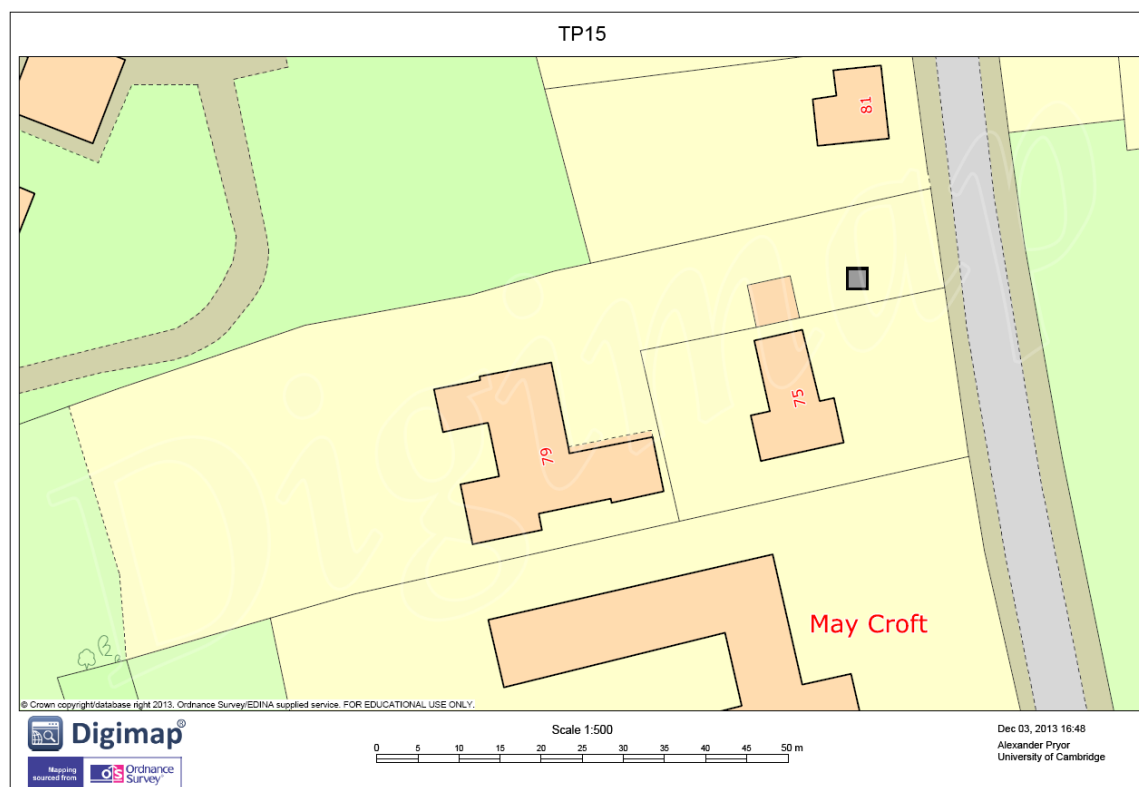 TP15
81
75
79
May Croft
Digimap
© Crown copyright/database right 2013. Ordnance Survey/EDINA supplied service. FOR EDUCATIONAL USE ONLY.
Digimap®
Mapping
sourced from
OS Ordnance
Survey®
Scale 1:500
0 5 10 15 20 25 30 35 40 45 50 m
Dec 03, 2013 16:48
Alexander Pryor
University of Cambridge